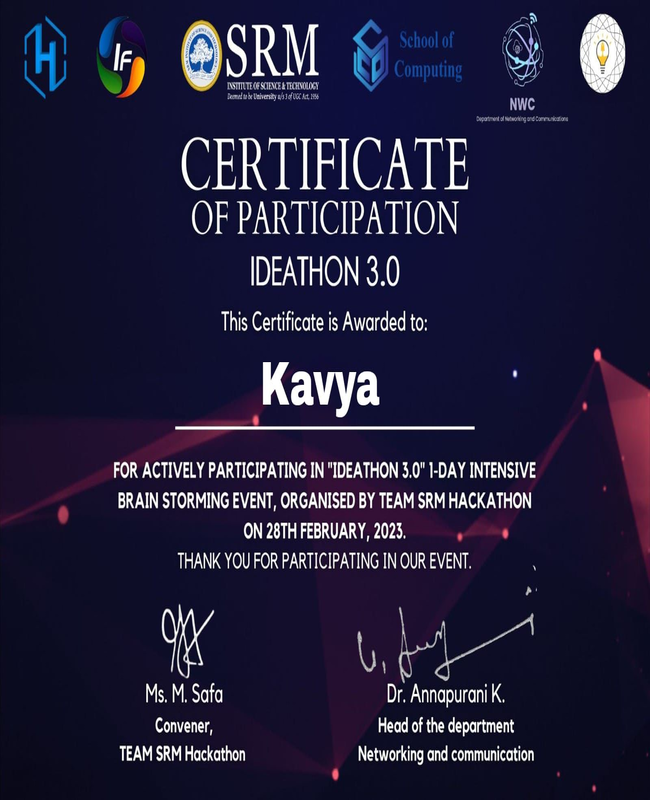 SRM
INSTITUTE OF SCIENCE & TECHNOLOGY
Deemed to be University u/s 3 of UGC Act, 1956
School of
Computing
NWC
Department of Networking and Communications
IF
CERTIFICATE
OF PARTICIPATION
IDEATHON 3.0
This Certificate is Awarded to:
Kavya
FOR ACTIVELY PARTICIPATING IN "IDEATHON 3.0" 1-DAY INTENSIVE
BRAIN STORMING EVENT, ORGANISED BY TEAM SRM HACKATHON
ON 28TH FEBRUARY, 2023.
THANK YOU FOR PARTICIPATING IN OUR EVENT.
Ms. M. Safa
Convener,
TEAM SRM Hackathon
Dr. Annapurani K.
Head of the department
Networking and communication